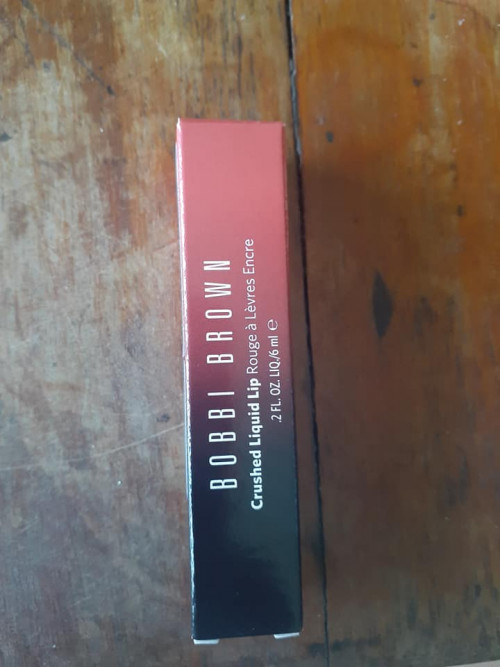 BOBBI BROWN
Crushed Liquid Lip Rouge à Lèvres Encre
.2 FL. OZ. LIQ./6 ml ℮